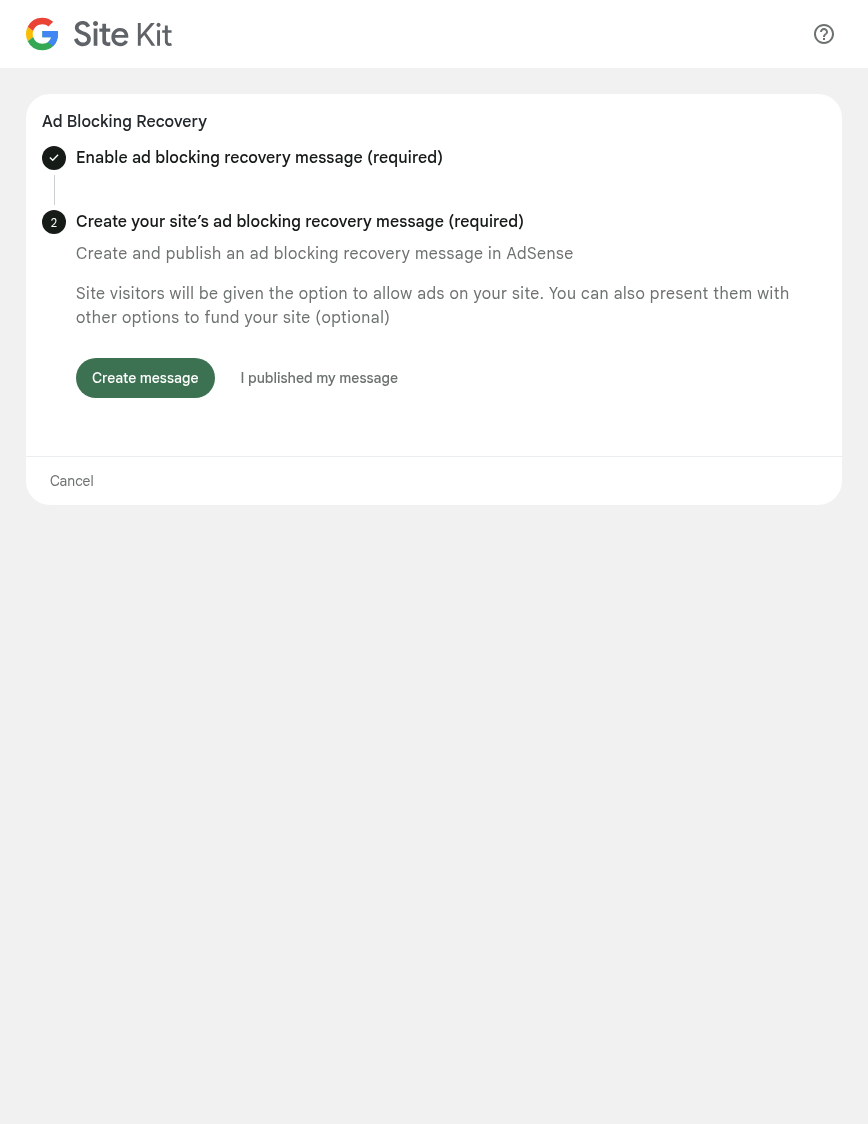 Site Kit
Ad Blocking Recovery
Enable ad blocking recovery message (required)
2
Create your site’s ad blocking recovery message (required)
Create and publish an ad blocking recovery message in AdSense
Site visitors will be given the option to allow ads on your site. You can also present them with
other options to fund your site (optional)
Create message
I published my message
Cancel